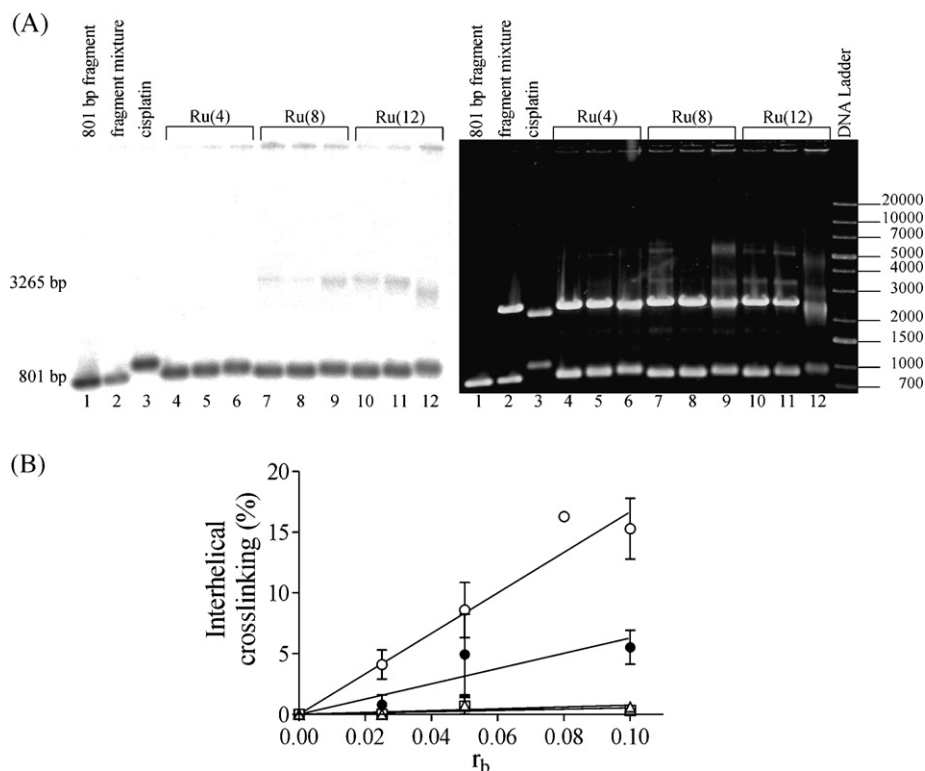 (A)
801 bp fragment
fragment mixture
cisplatin
Ru(4)
Ru(8)
Ru(12)
3265 bp
801 bp
1 2 3 4 5 6 7 8 9 10 11 12
801 bp fragment
fragment mixture
cisplatin
Ru(4)
Ru(8)
Ru(12)
DNA Ladder
20000
10000
7000
5000
4000
3000
2000
1500
1000
700
1 2 3 4 5 6 7 8 9 10 11 12
(B)
Interhelical
crosslinking (%)
20
15
10
5
0
0.00 0.02 0.04 0.06 0.08 0.10
rb